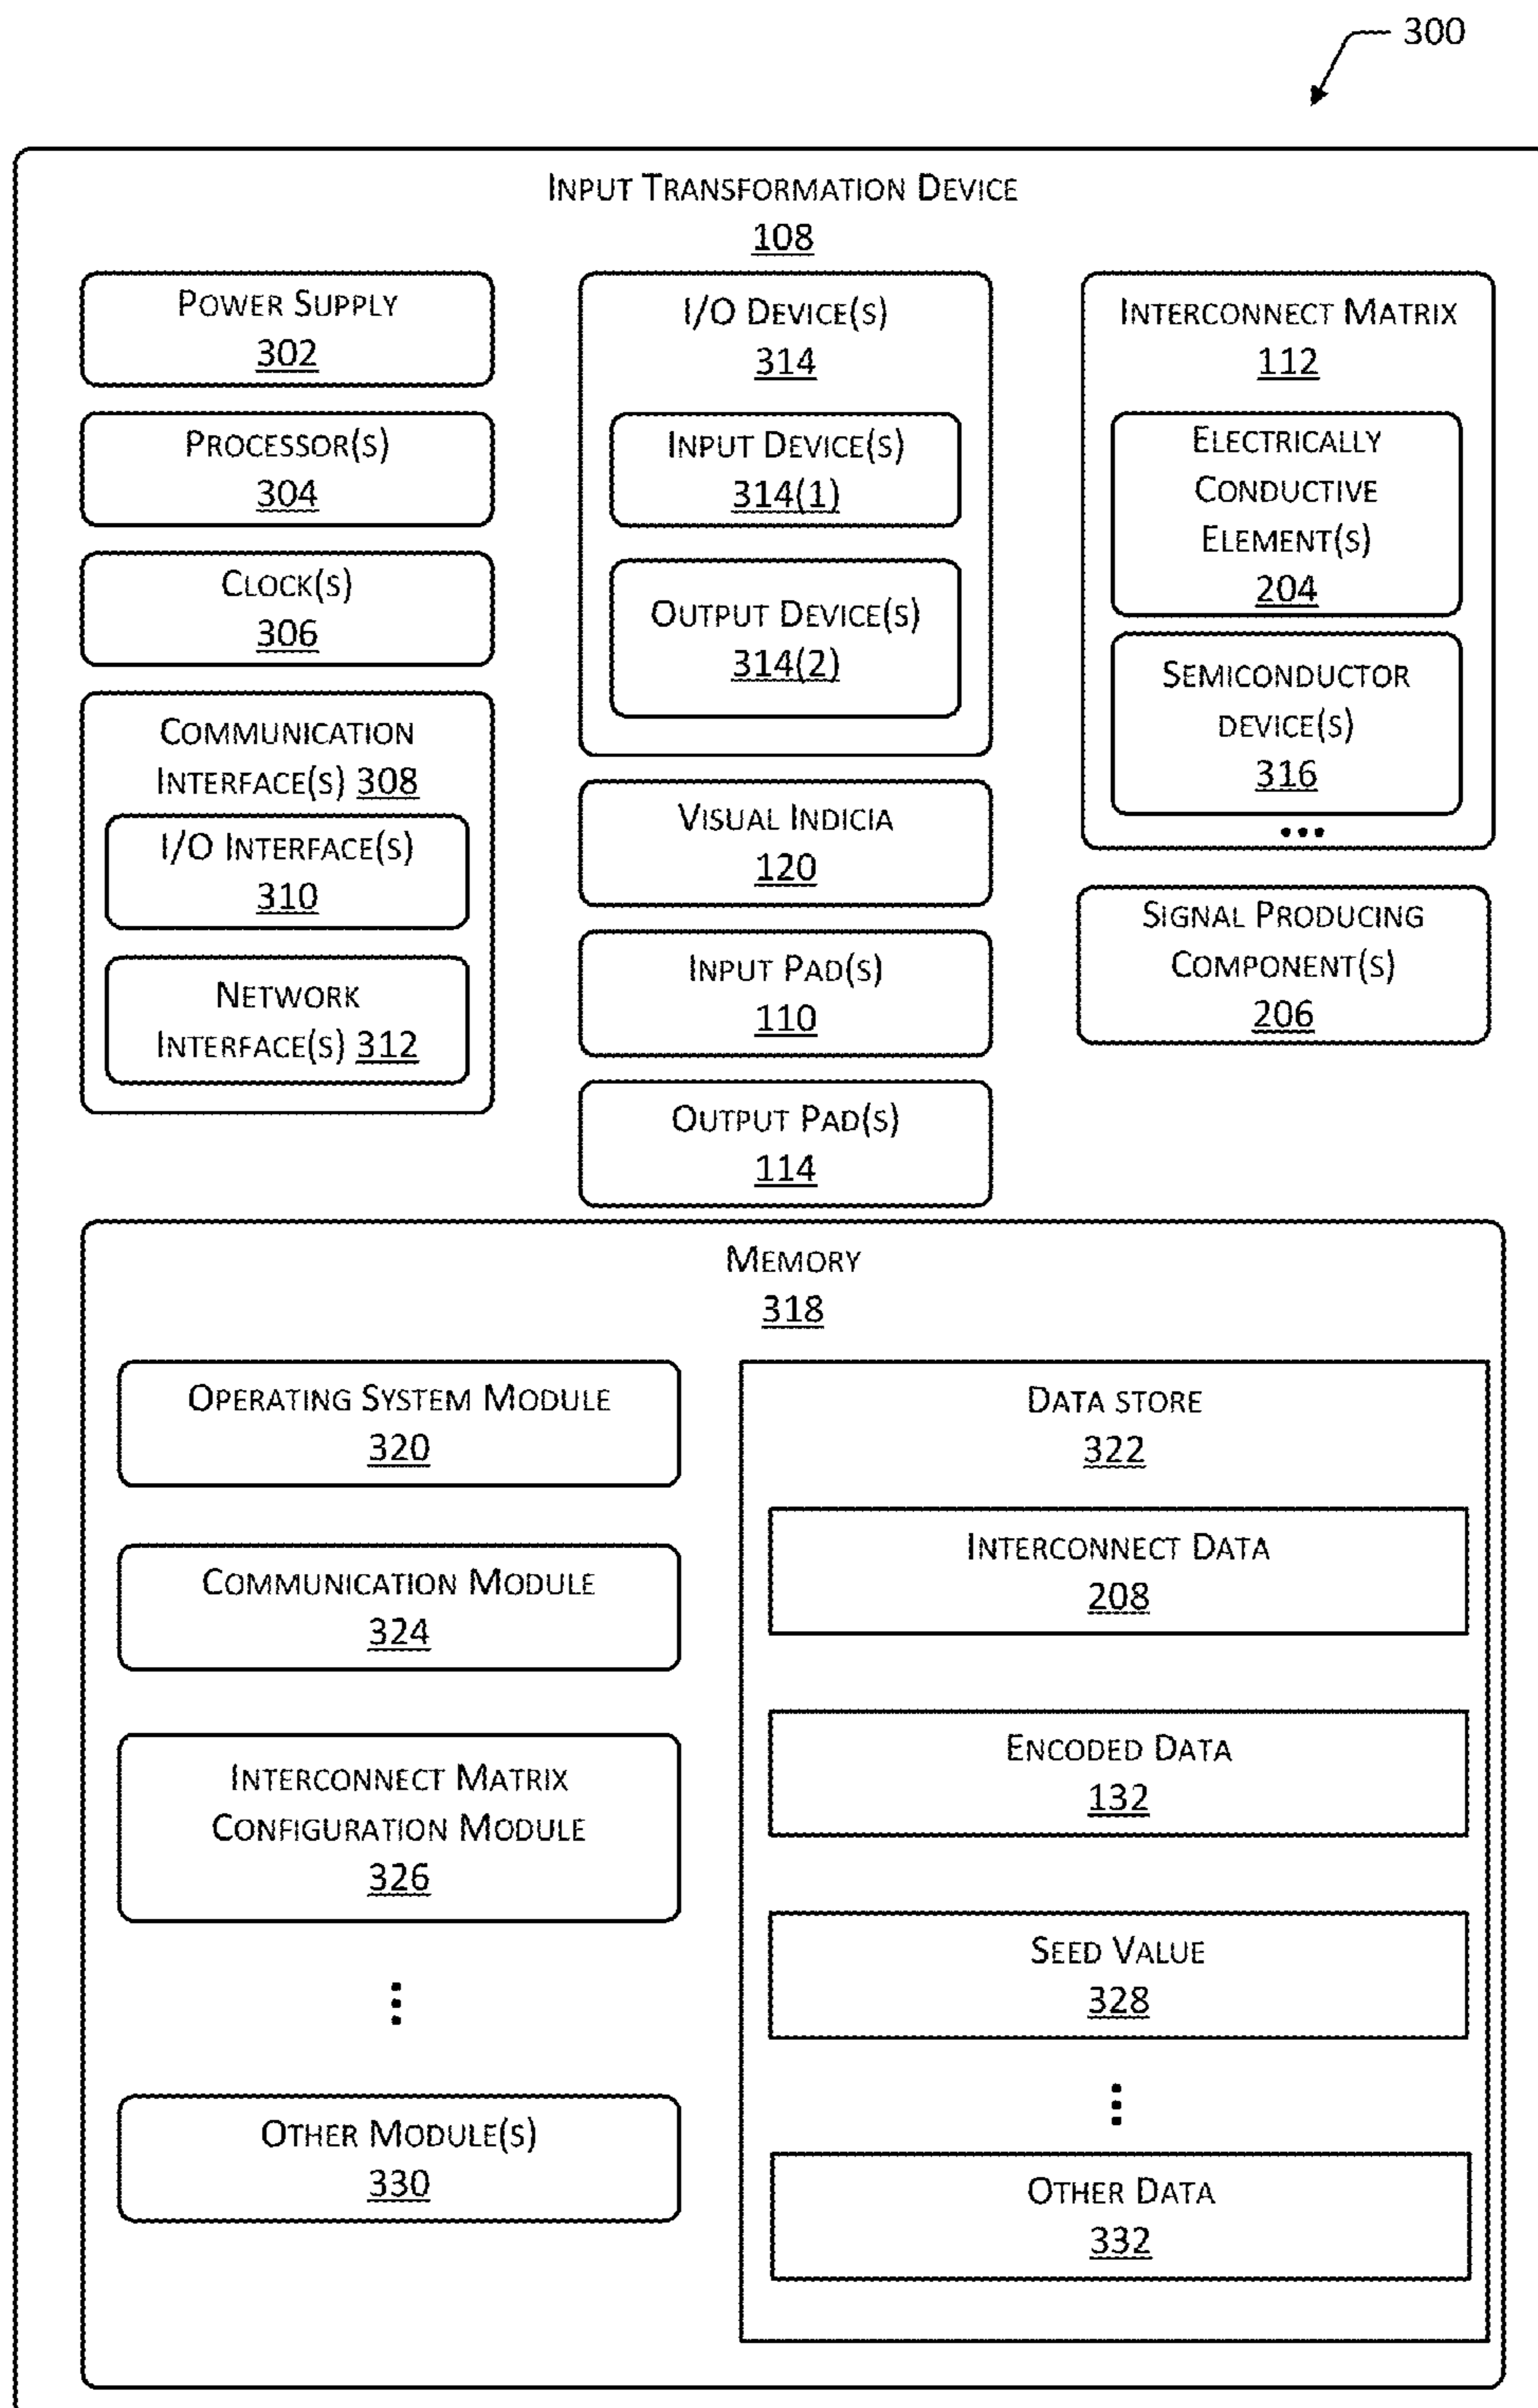 300
INPUT TRANSFORMATION DEVICE
108
POWER SUPPLY
302
PROCESSOR(S)
304
CLOCK(S)
306
COMMUNICATION
INTERFACE(S) 308
I/O INTERFACE(S)
310
NETWORK
INTERFACE(S) 312
I/O DEVICE(S)
314
INPUT DEVICE(S)
314(1)
OUTPUT DEVICE(S)
314(2)
VISUAL INDICIA
120
INPUT PAD(S)
110
OUTPUT PAD(S)
114
INTERCONNECT MATRIX
112
ELECTRICALLY
CONDUCTIVE
ELEMENT(S)
204
SEMICONDUCTOR
DEVICE(S)
316
...
SIGNAL PRODUCING
COMPONENT(S)
206
MEMORY
318
OPERATING SYSTEM MODULE
320
COMMUNICATION MODULE
324
INTERCONNECT MATRIX
CONFIGURATION MODULE
326
⋮
OTHER MODULE(S)
330
DATA STORE
322
INTERCONNECT DATA
208
ENCODED DATA
132
SEED VALUE
328
⋮
OTHER DATA
332